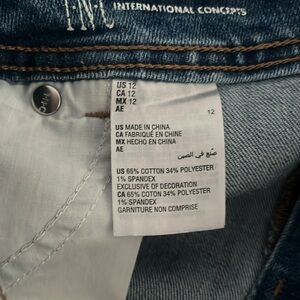 I·N·C INTERNATIONAL CONCEPTS
US 12
CA 12
MX 12
AE
12
US MADE IN CHINA
CA FABRIQUÉ EN CHINE
MX HECHO EN CHINA
AE
صنع في الصين
US 65% COTTON 34% POLYESTER
1% SPANDEX
EXCLUSIVE OF DECORATION
CA 65% COTON 34% POLYESTER
1% SPANDEX
GARNITURE NON COMPRISE